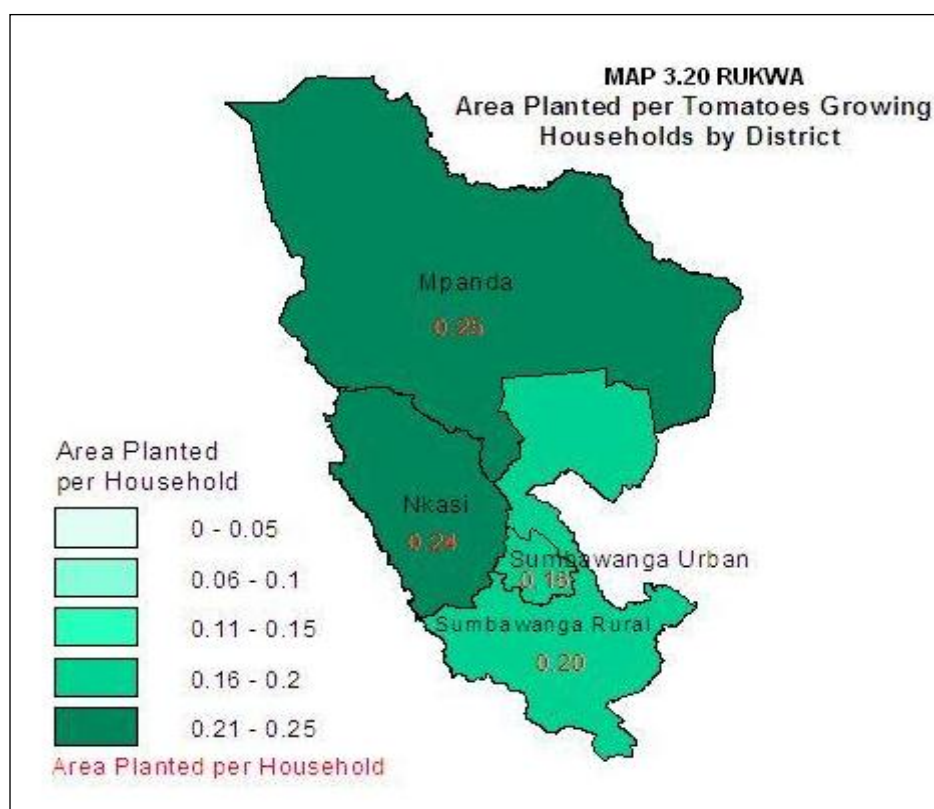 MAP 3.20 RUKWA
Area Planted per Tomatoes Growing
Households by District
Mpanda
0.25
Nkasi
0.24
Sumbawanga Urban
Sumbawanga Rural
0.20
Area Planted
per Household
0 - 0.05
0.06 - 0.1
0.11 - 0.15
0.16 - 0.2
0.21 - 0.25
Area Planted per Household